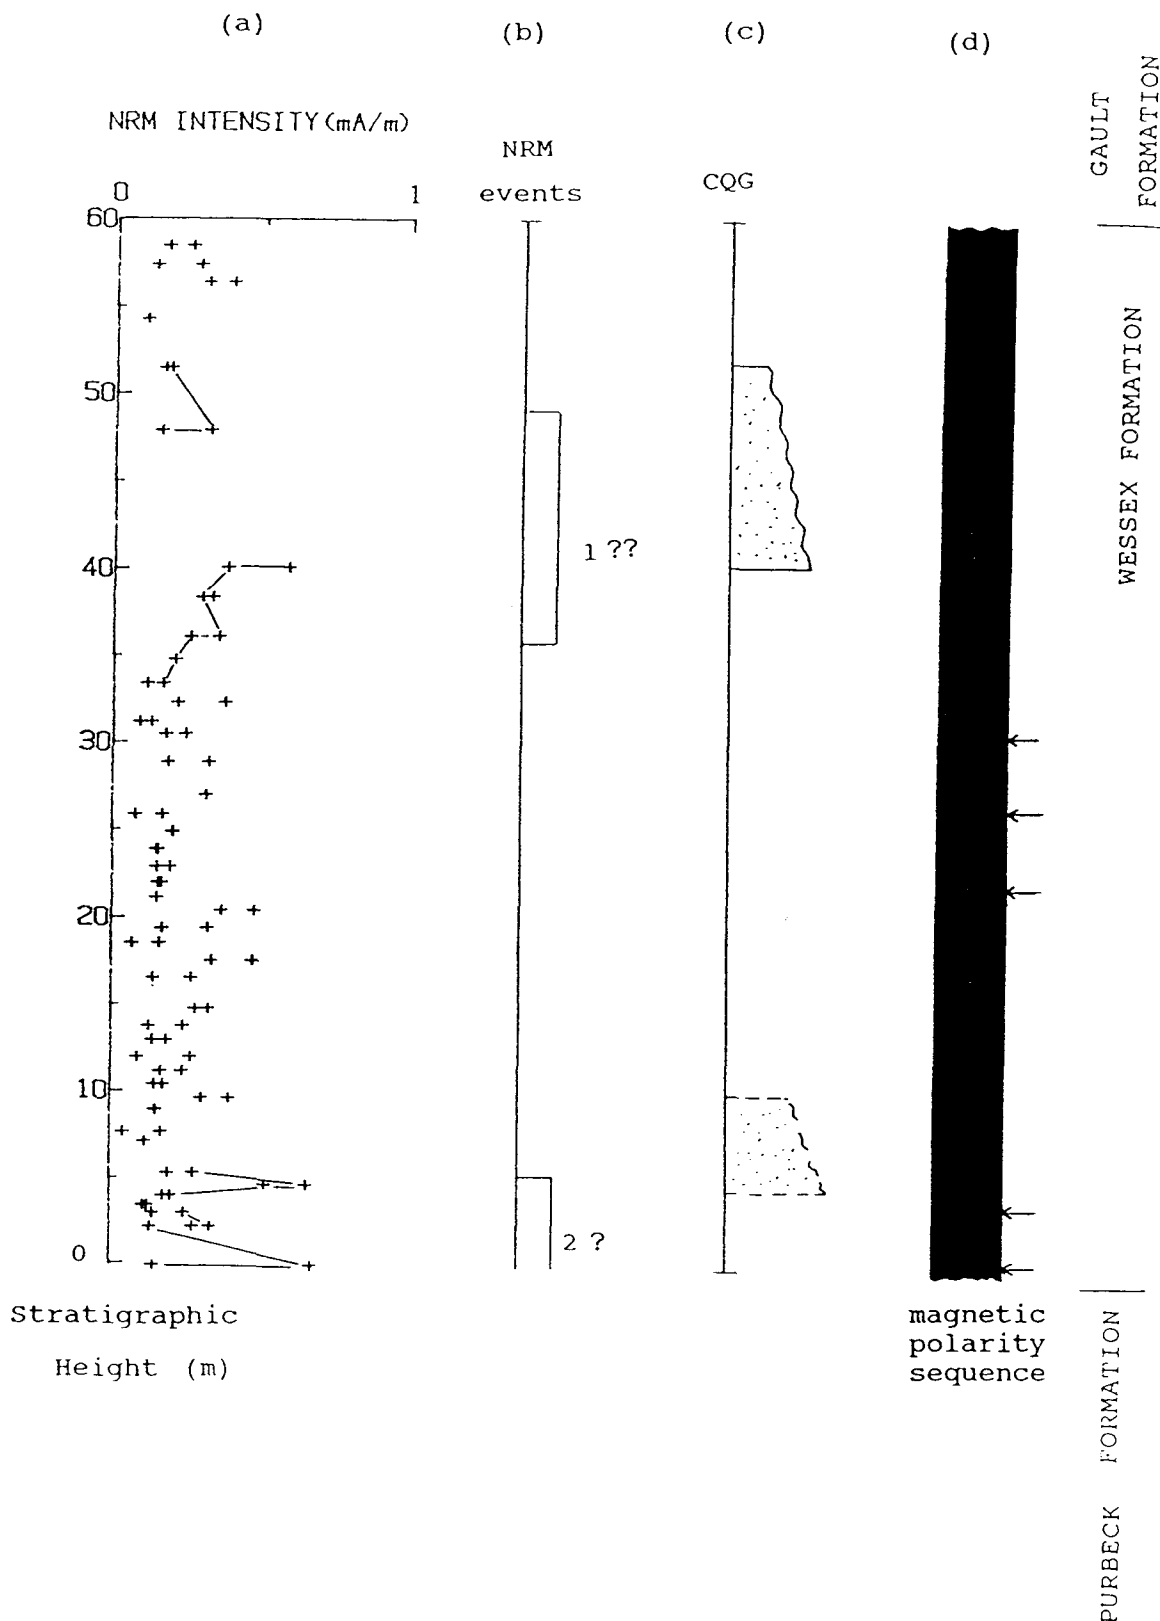 (a)
(b)
(c)
(d)
NRM INTENSITY(mA/m)
0
1
60
50
40
30
20
10
0
Stratigraphic
Height (m)
NRM
events
1 ??
2 ?
CQG
magnetic
polarity
sequence
GAULT
FORMATION
WESSEX FORMATION
PURBECK FORMATION